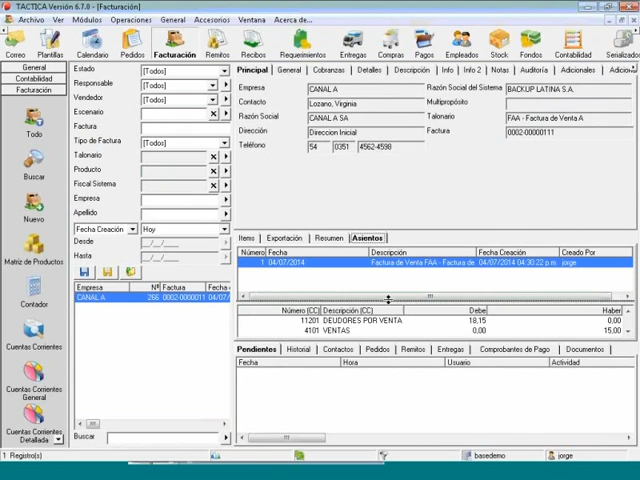 TACTICA Versión 6.7.0 - [Facturación]
Archivo Ver Módulos Operaciones General Accesorios Ventana Acerca de...
Correo Plantillas Calendario Pedidos Facturación Remitos Recibos Requerimientos Entregas Compras Pagos Empleados Stock Fondos Contabilidad Serializados
General
Contabilidad
Facturación
Todo
Buscar
Nuevo
Matriz de Productos
Contador
Cuentas Corrientes
Cuentas Corrientes General
Cuentas Corrientes Detallada
Estado [Todos]
Responsable [Todos]
Vendedor [Todos]
Escenario
Factura
Tipo de Factura [Todos]
Talonario
Producto
Fiscal Sistema
Empresa
Apellido
Fecha Creación Hoy
Desde _/_/____
Hasta _/_/____
Empresa Nº Factura Fecha
CANAL A 266 0002-0000011 04/07/
Buscar
Principal General Cobranzas Detalles Descripción Info Info 2 Notas Auditoría Adicionales Adicion
Empresa CANAL A Razón Social del Sistema BACKUP LATINA S.A.
Contacto Lozano, Virginia Multipropósito
Razón Social CANAL A SA Talonario FAA - Factura de Venta A
Dirección Direccion Inicial Factura 0002-00000111
Teléfono 54 0351 4562-4598
Items Exportación Resumen Asientos
Número Fecha Descripción Fecha Creación Creado Por
1 04/07/2014 Factura de Venta FAA - Factura de 04/07/2014 04:30:22 p.m. jorge
Número (CC) Descripción (CC) Debe Haber
11201 DEUDORES POR VENTA 18,15 0,00
4101 VENTAS 0,00 15,00
Pendientes Historial Contactos Pedidos Remitos Entregas Comprobantes de Pago Documentos
Fecha Hora Usuario Actividad
1 Registro(s) basedemo jorge